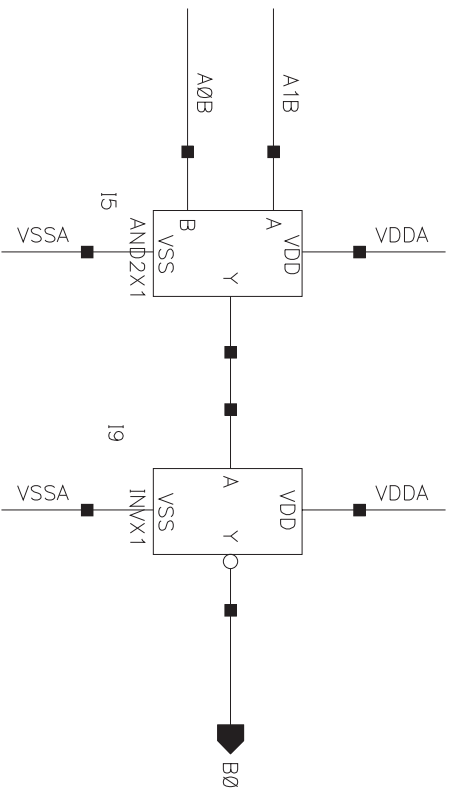 A0B
A1B
I5
VSSA
AND2X1
VSS
B
A
VDD
Y
VDDA
I9
VSSA
INVX1
VSS
A
Y
VDD
VDDA
B0